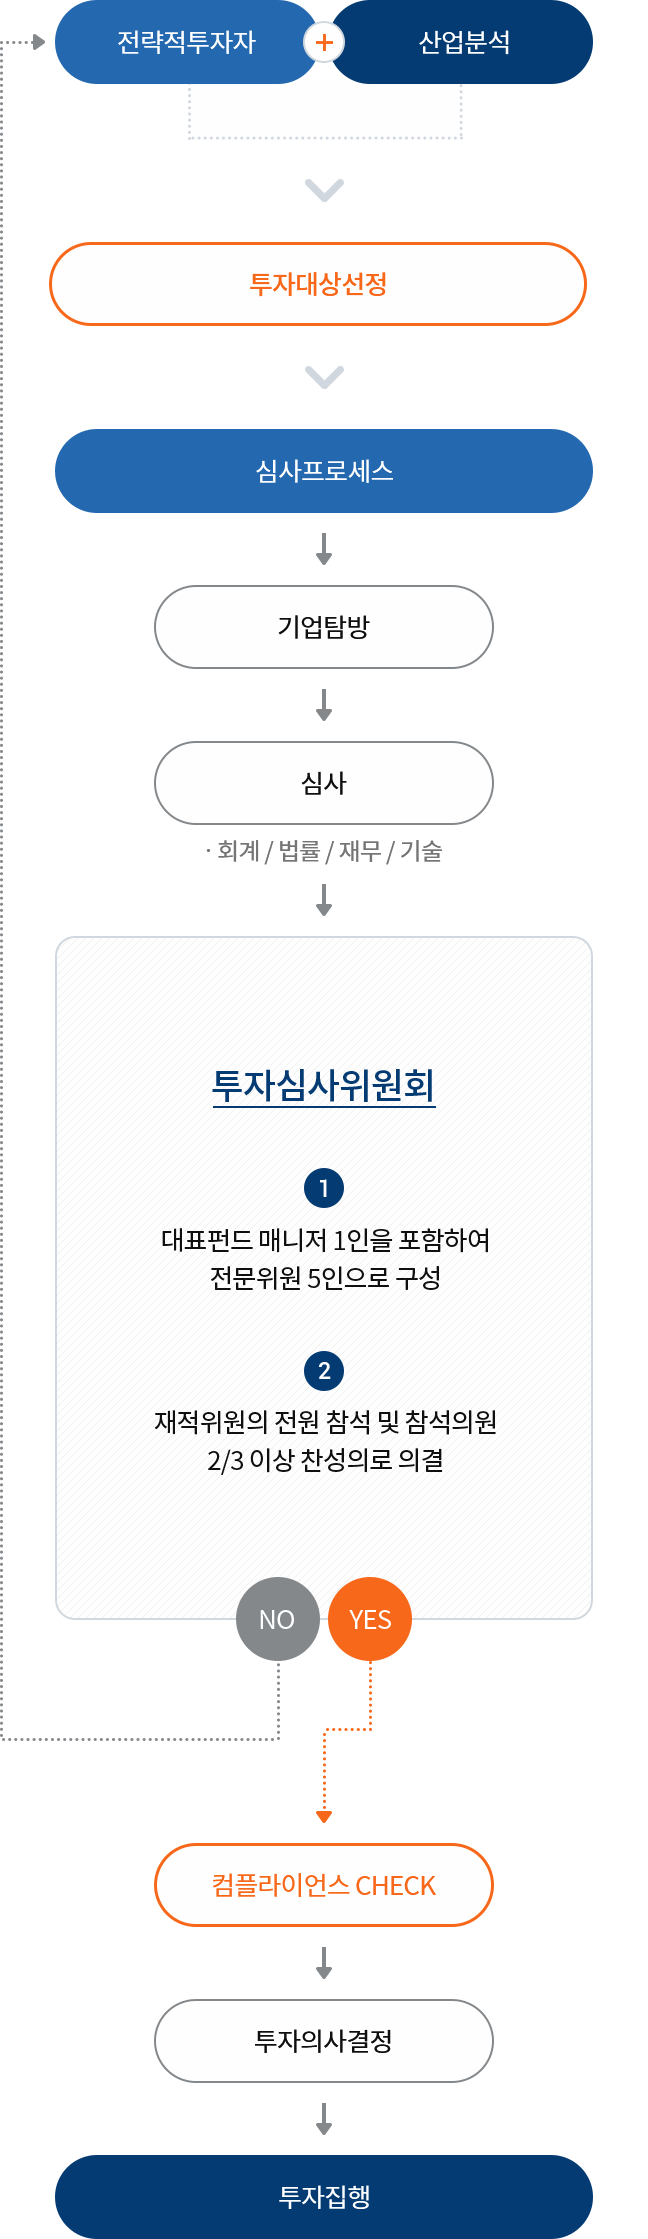 전략적투자자 + 산업분석
투자대상선정
심사프로세스
기업탐방
심사
· 회계 / 법률 / 재무 / 기술
투자심사위원회
1
대표펀드 매니저 1인을 포함하여
전문위원 5인으로 구성
2
재적위원의 전원 참석 및 참석의원
2/3 이상 찬성의로 의결
NO YES
컴플라이언스 CHECK
투자의사결정
투자집행